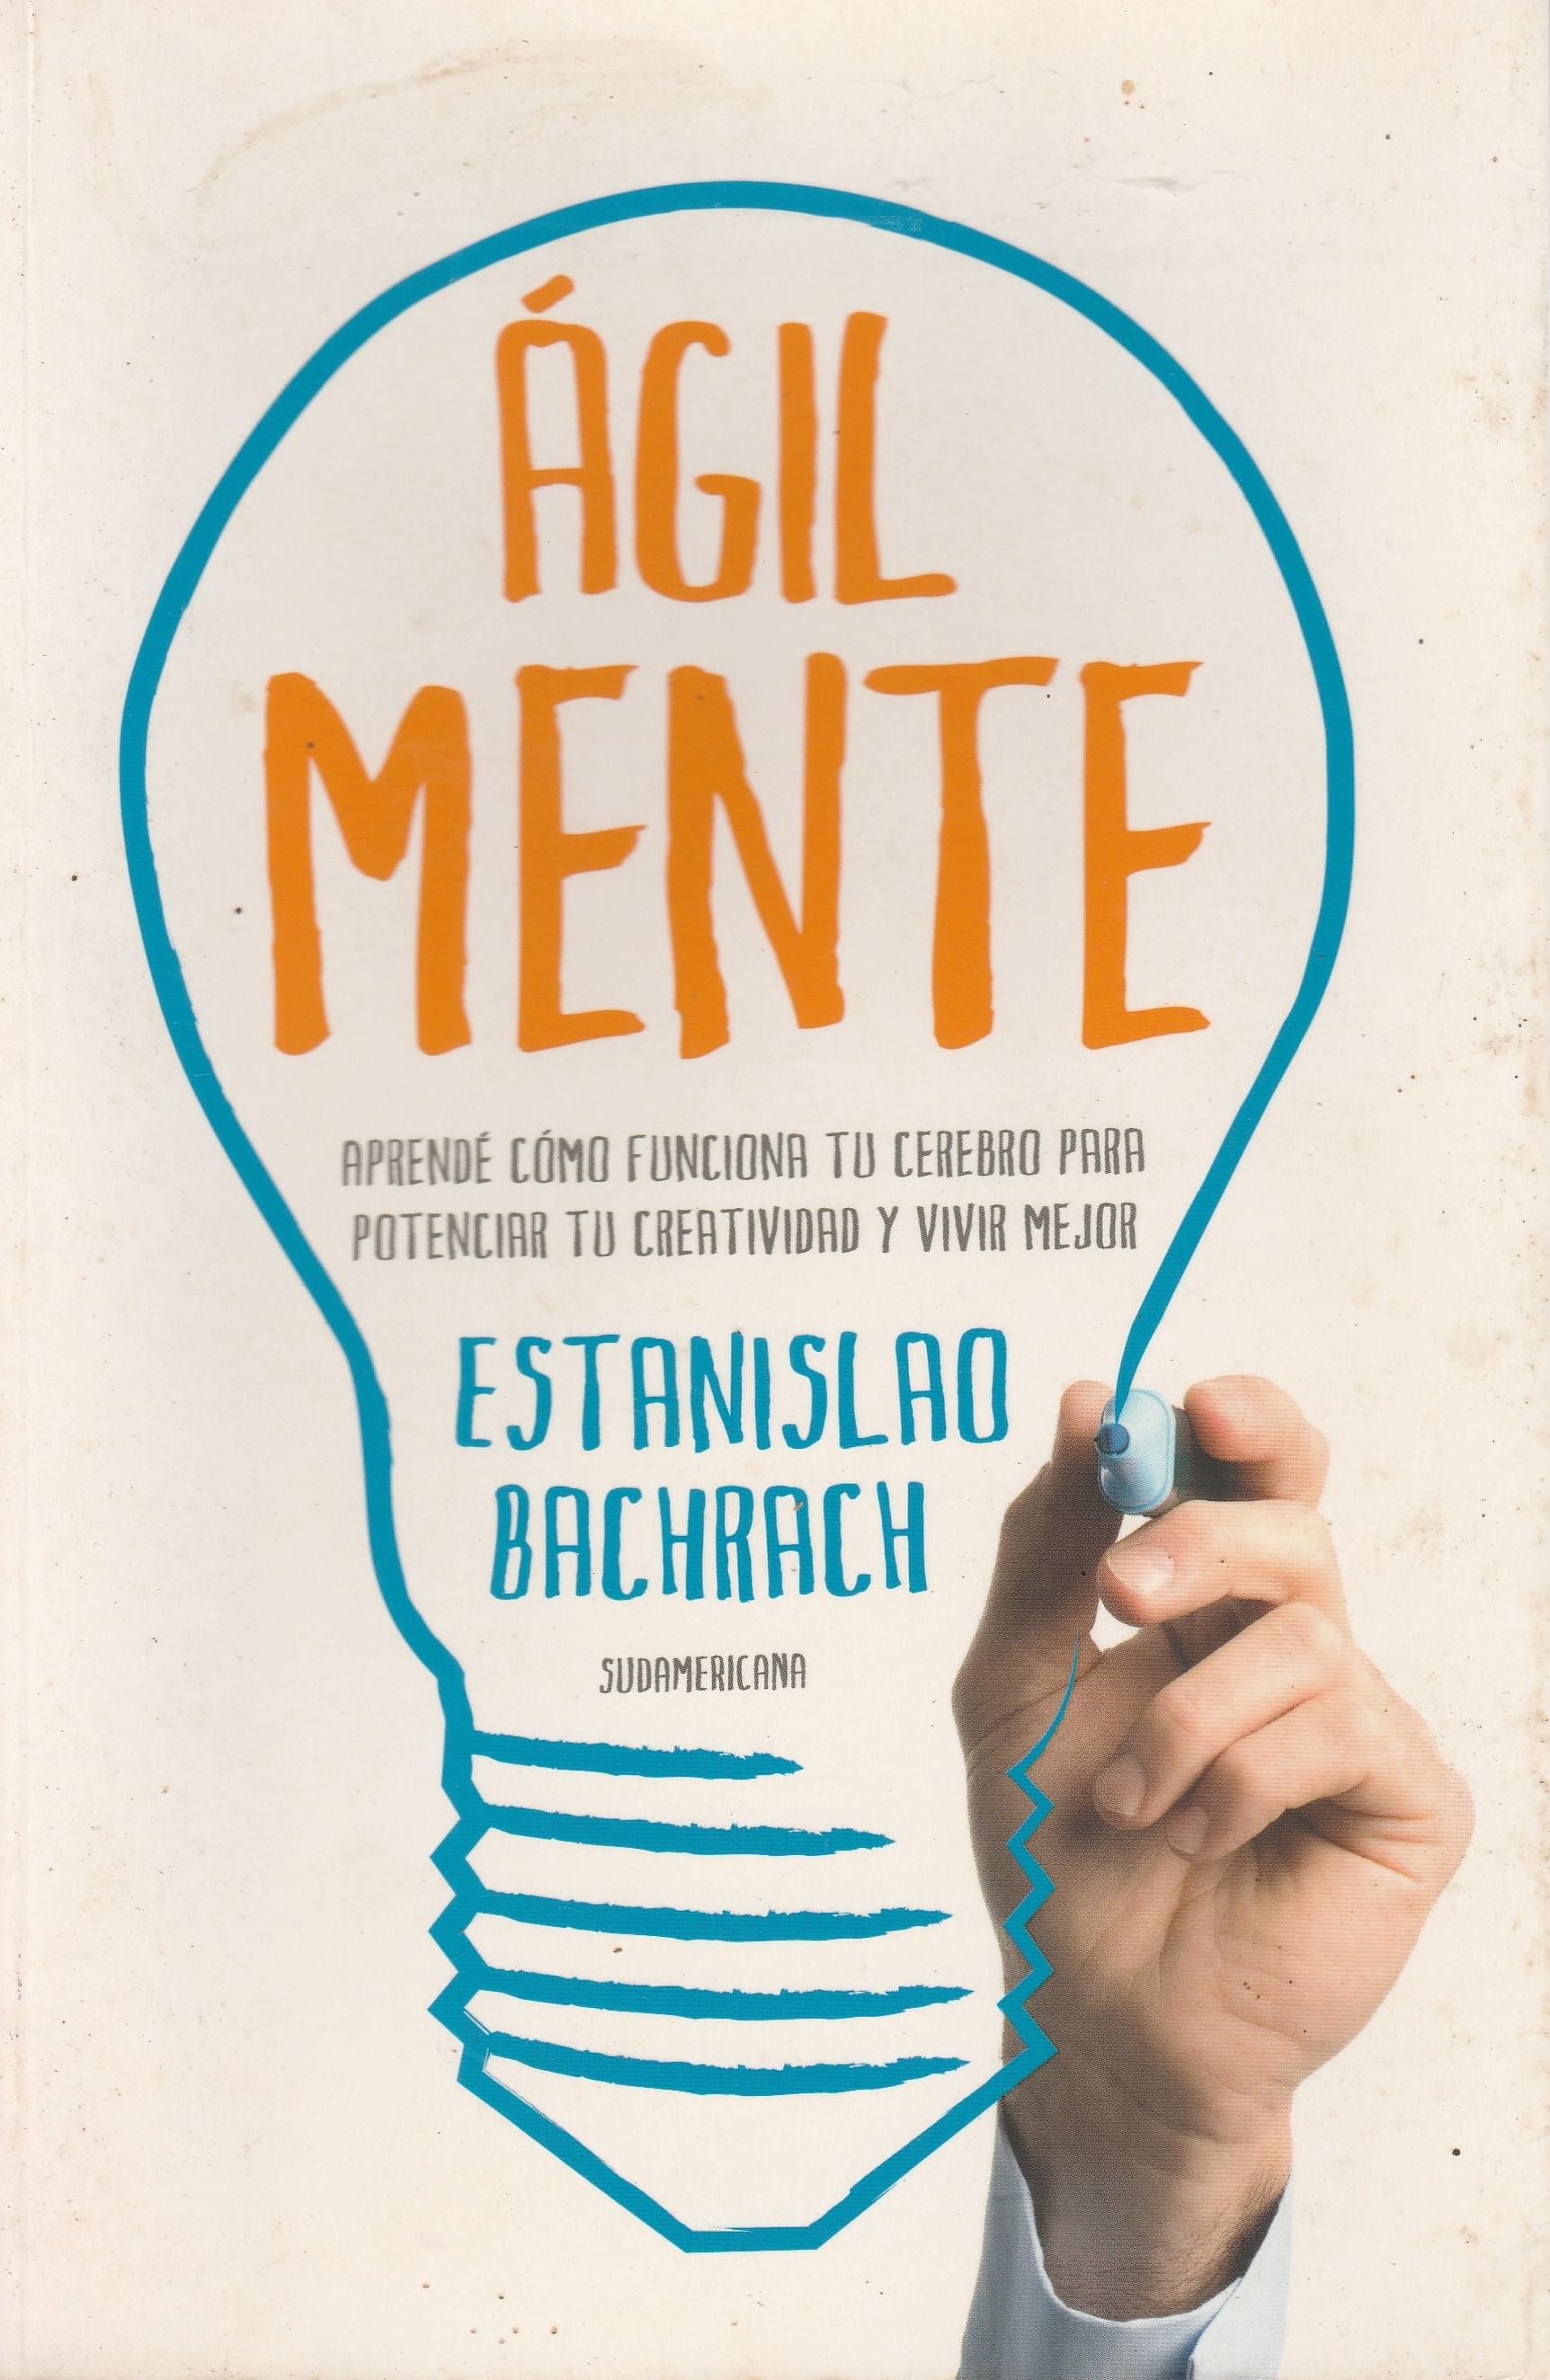 ÁGIL
MENTE
APRENDÉ CÓMO FUNCIONA TU CEREBRO PARA
POTENCIAR TU CREATIVIDAD Y VIVIR MEJOR
ESTANISLAO
BACHRACH
SUDAMERICANA